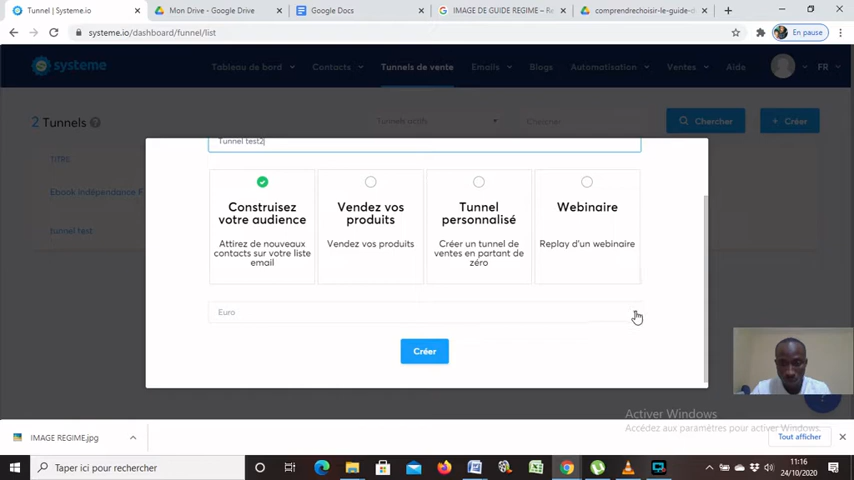 Tunnel | Systeme.io
Mon Drive - Google Drive
Google Docs
IMAGE DE GUIDE REGIME – Re
comprendrechoisir-le-guide-d
systeme.io/dashboard/funnel/list
En pause
systeme
Tableau de bord
Contacts
Tunnels de vente
Emails
Blogs
Automatisation
Ventes
Aide
FR
2 Tunnels
Tunnels actifs
Chercher
Chercher
+ Créer
TITRE
Ebook indépendance F
tunnel test
Tunnel test2
Construisez
votre audience
Attirez de nouveaux
contacts sur votre liste
email
Vendez vos
produits
Vendez vos produits
Tunnel
personnalisé
Créer un tunnel de
ventes en partant de
zéro
Webinaire
Replay d'un webinaire
Euro
Créer
Activer Windows
Accédez aux paramètres pour activer Windows.
IMAGE REGIME.jpg
Tout afficher
Taper ici pour rechercher
11:16
24/10/2020